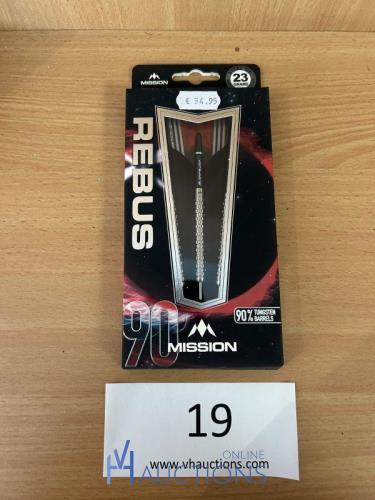 MISSION
23
GRAMS
€ 54.95
REBUS
90
90% TUNGSTEN
BARRELS
MISSION
19
www.vhauctions.com
VH ONLINE
AUCTIONS